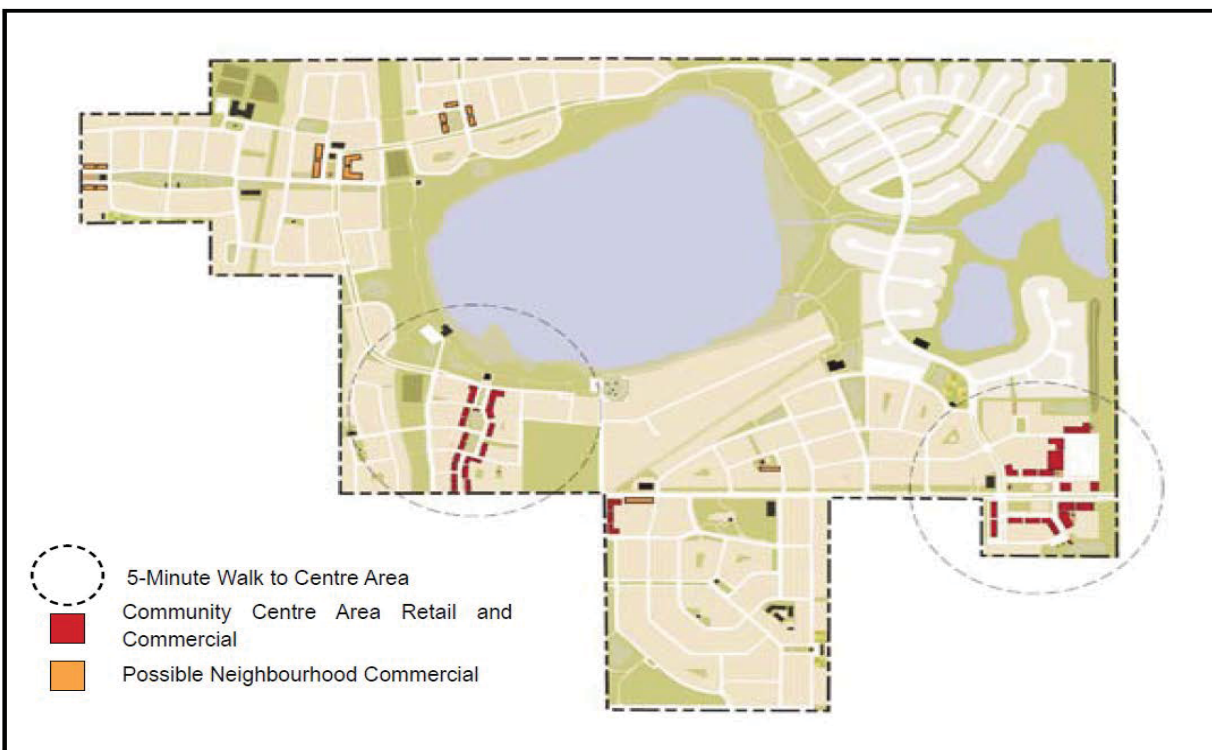 5-Minute Walk to Centre Area
Community Centre Area Retail and
Commercial
Possible Neighbourhood Commercial